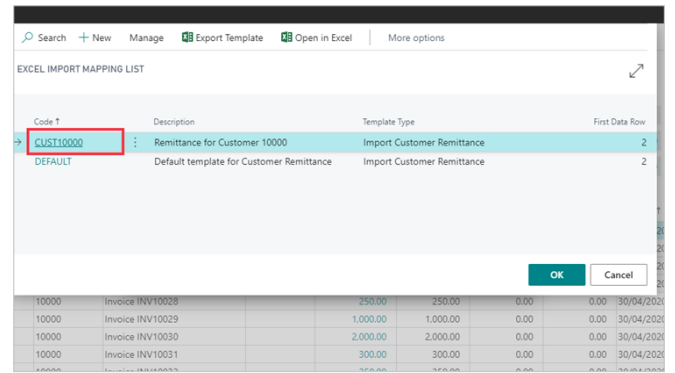 Search New Manage Export Template Open in Excel More options
EXCEL IMPORT MAPPING LIST
Code ↑ Description Template Type First Data Row
→ CUST10000 Remittance for Customer 10000 Import Customer Remittance 2
DEFAULT Default template for Customer Remittance Import Customer Remittance 2
OK Cancel
10000 Invoice INV10028 250.00 250.00 0.00 0.00 30/04/202
10000 Invoice INV10029 1,000.00 1,000.00 0.00 0.00 30/04/202
10000 Invoice INV10030 2,000.00 2,000.00 0.00 0.00 30/04/202
10000 Invoice INV10031 300.00 300.00 0.00 0.00 30/04/202